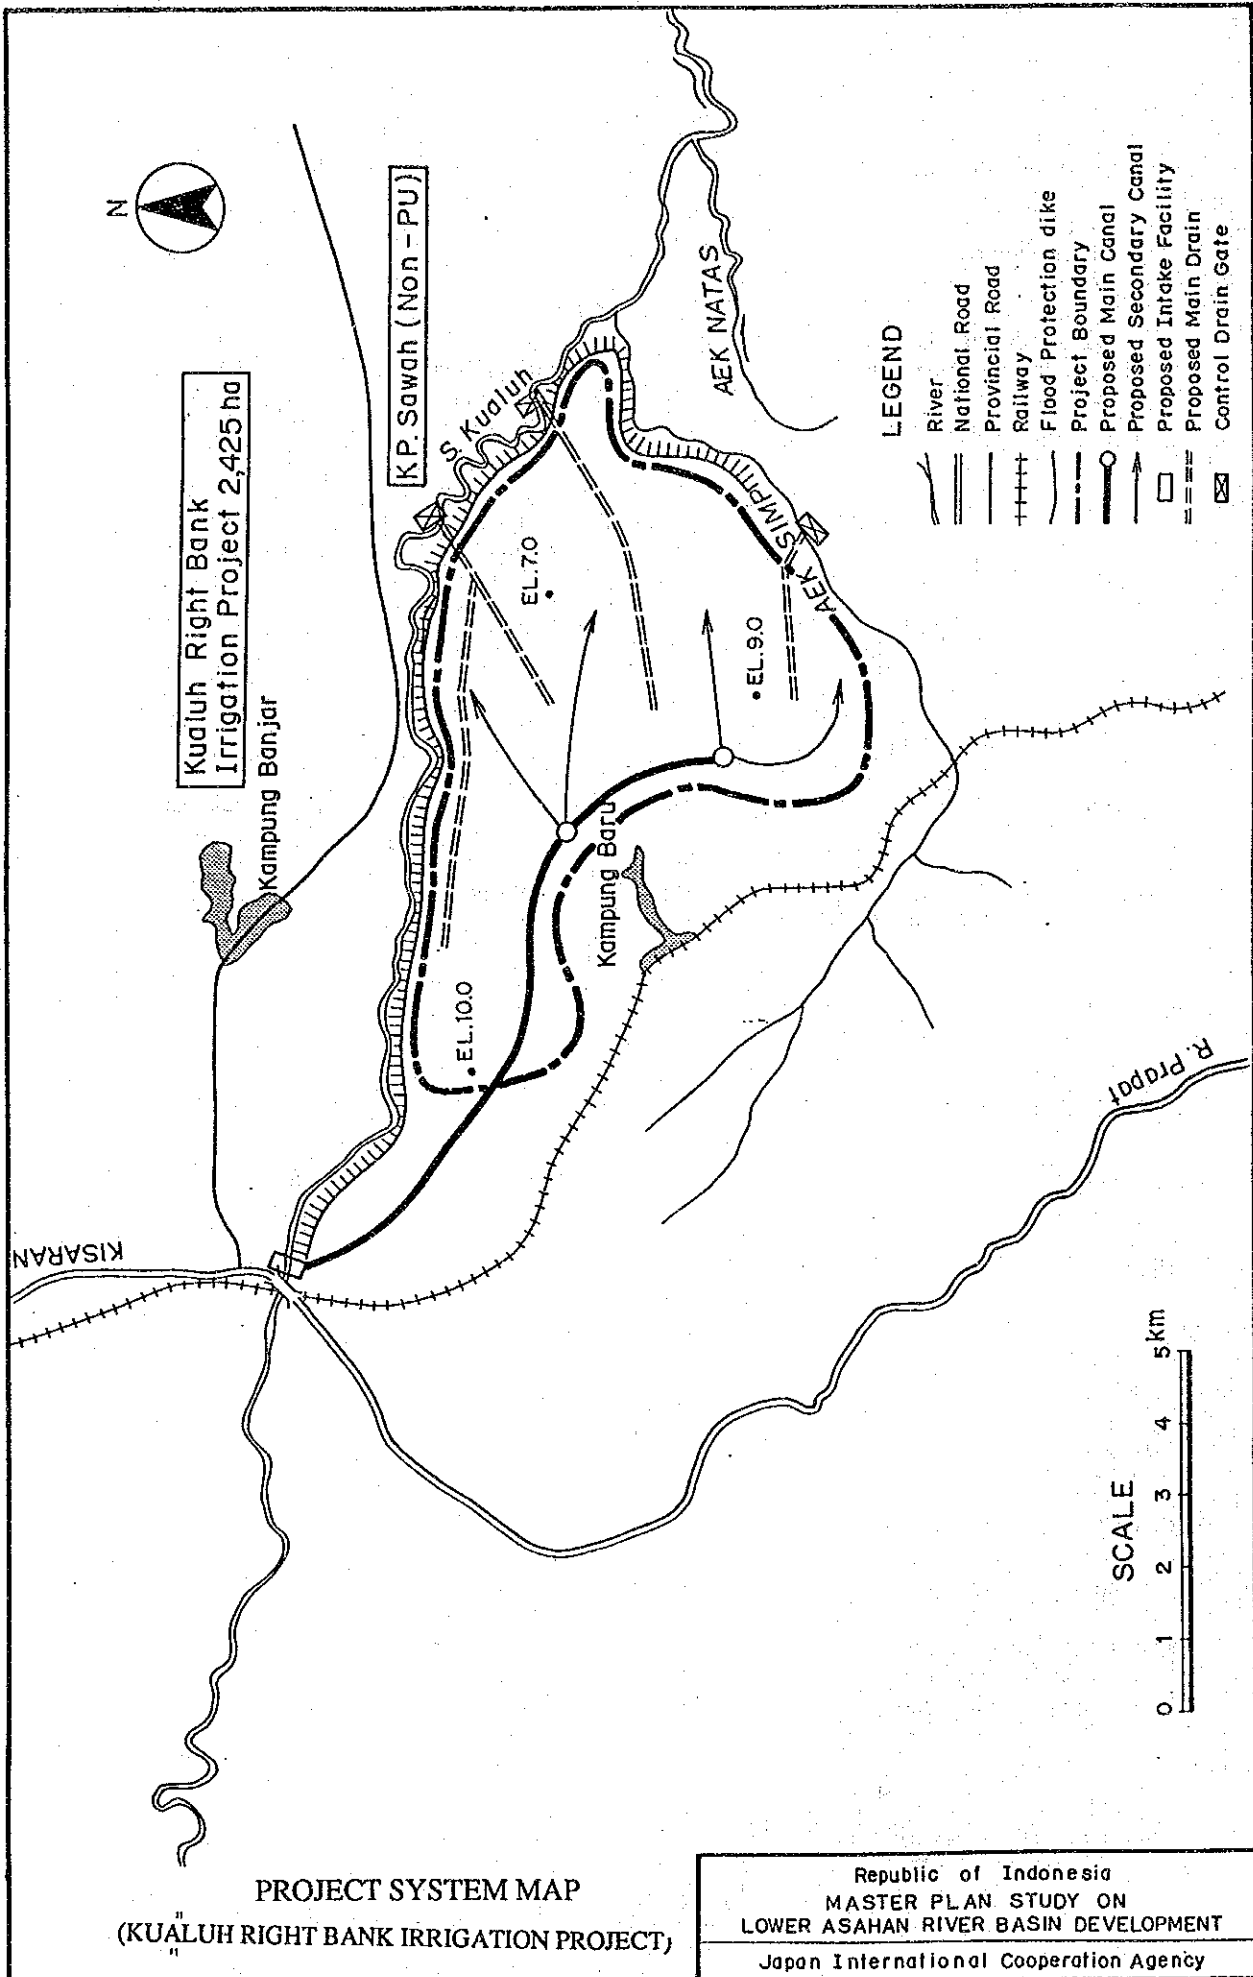 N
Kualuh Right Bank
Irrigation Project 2,425 ha
Kampung Banjar
KP. Sawah (Non-PU)
S. Kualuh
AEK NATAS
AEK SIMPI
EL.7.0
EL.9.0
EL.10.0
Kampung Baru
KISARAN
R. Prapat
LEGEND
River
National Road
Provincial Road
Railway
Flood Protection dike
Project Boundary
Proposed Main Canal
Proposed Secondary Canal
Proposed Intake Facility
Proposed Main Drain
Control Drain Gate
SCALE
0 1 2 3 4 5km
PROJECT SYSTEM MAP
(KUALUH RIGHT BANK IRRIGATION PROJECT)
Republic of Indonesia
MASTER PLAN STUDY ON
LOWER ASAHAN RIVER BASIN DEVELOPMENT
Japan International Cooperation Agency